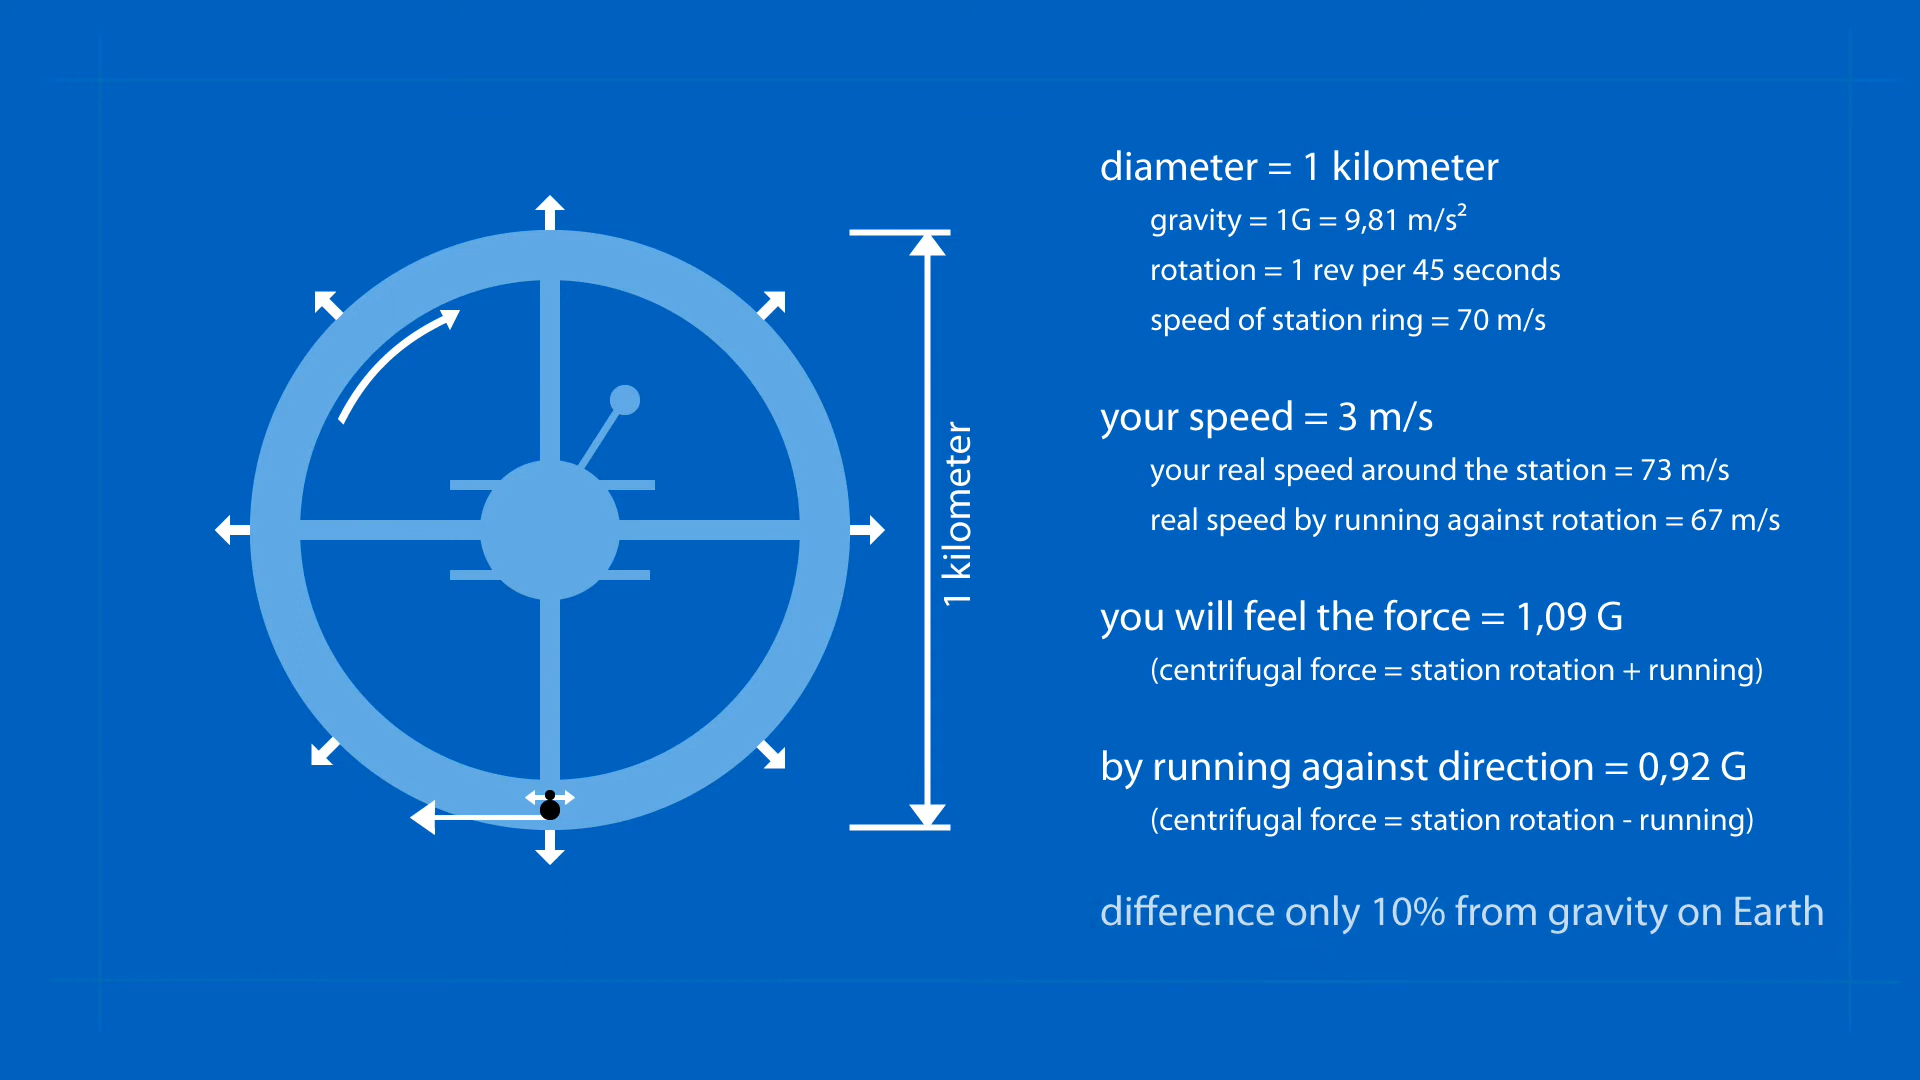 diameter = 1 kilometer
gravity = 1G = 9,81 m/s²
rotation = 1 rev per 45 seconds
speed of station ring = 70 m/s
your speed = 3 m/s
your real speed around the station = 73 m/s
real speed by running against rotation = 67 m/s
you will feel the force = 1,09 G
(centrifugal force = station rotation + running)
by running against direction = 0,92 G
(centrifugal force = station rotation - running)
difference only 10% from gravity on Earth
1 kilometer